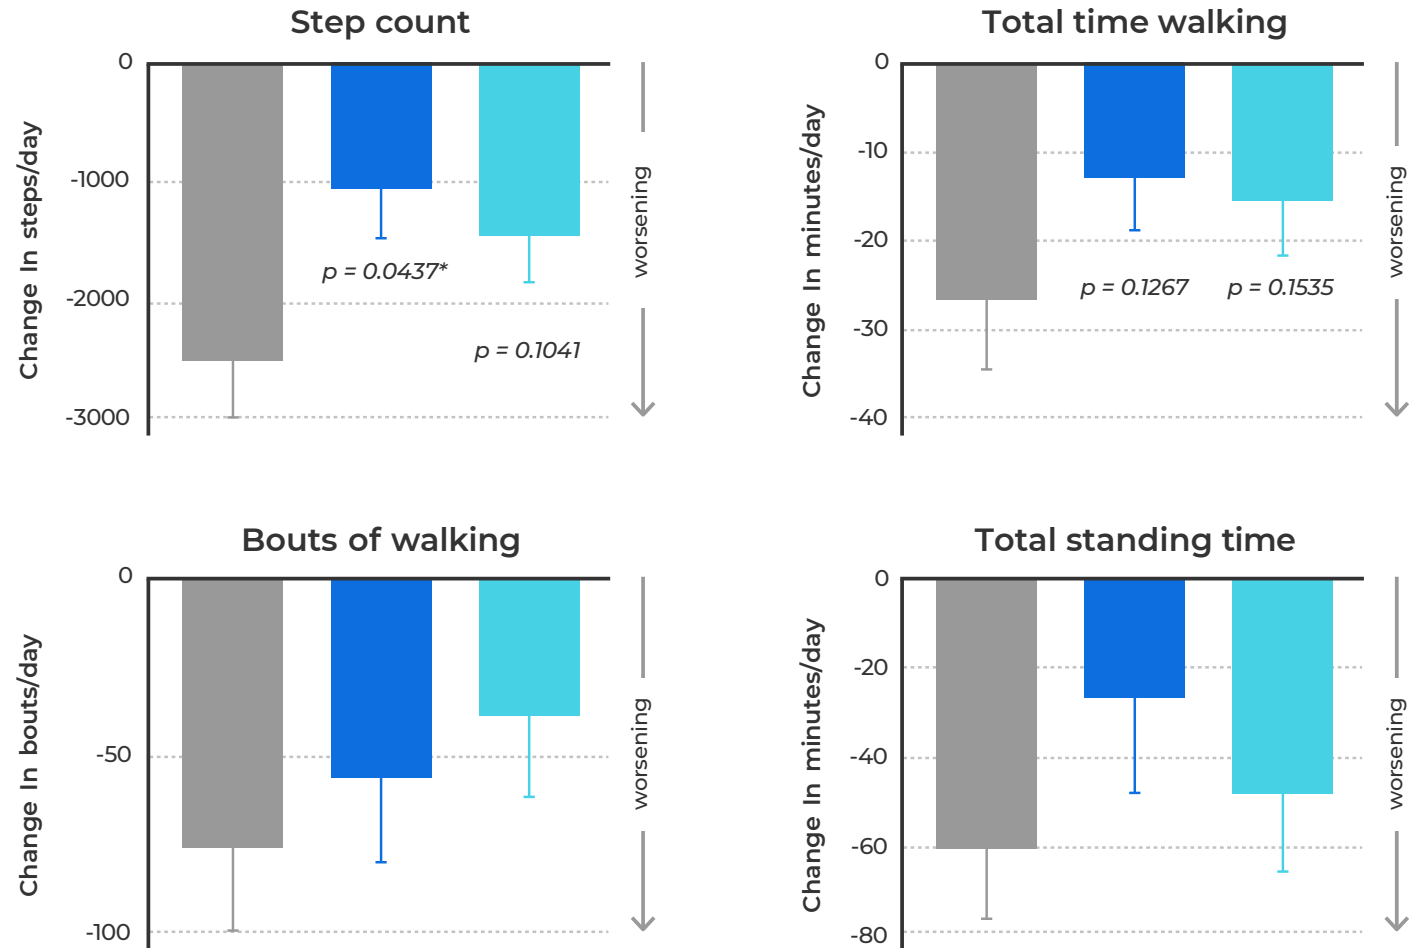 Step count
Change In steps/day
0
-1000
-2000
-3000
p = 0.0437*
p = 0.1041
worsening
Total time walking
Change In minutes/day
0
-10
-20
-30
-40
p = 0.1267
p = 0.1535
worsening
Bouts of walking
Change In bouts/day
0
-50
-100
worsening
Total standing time
Change In minutes/day
0
-20
-40
-60
-80
worsening